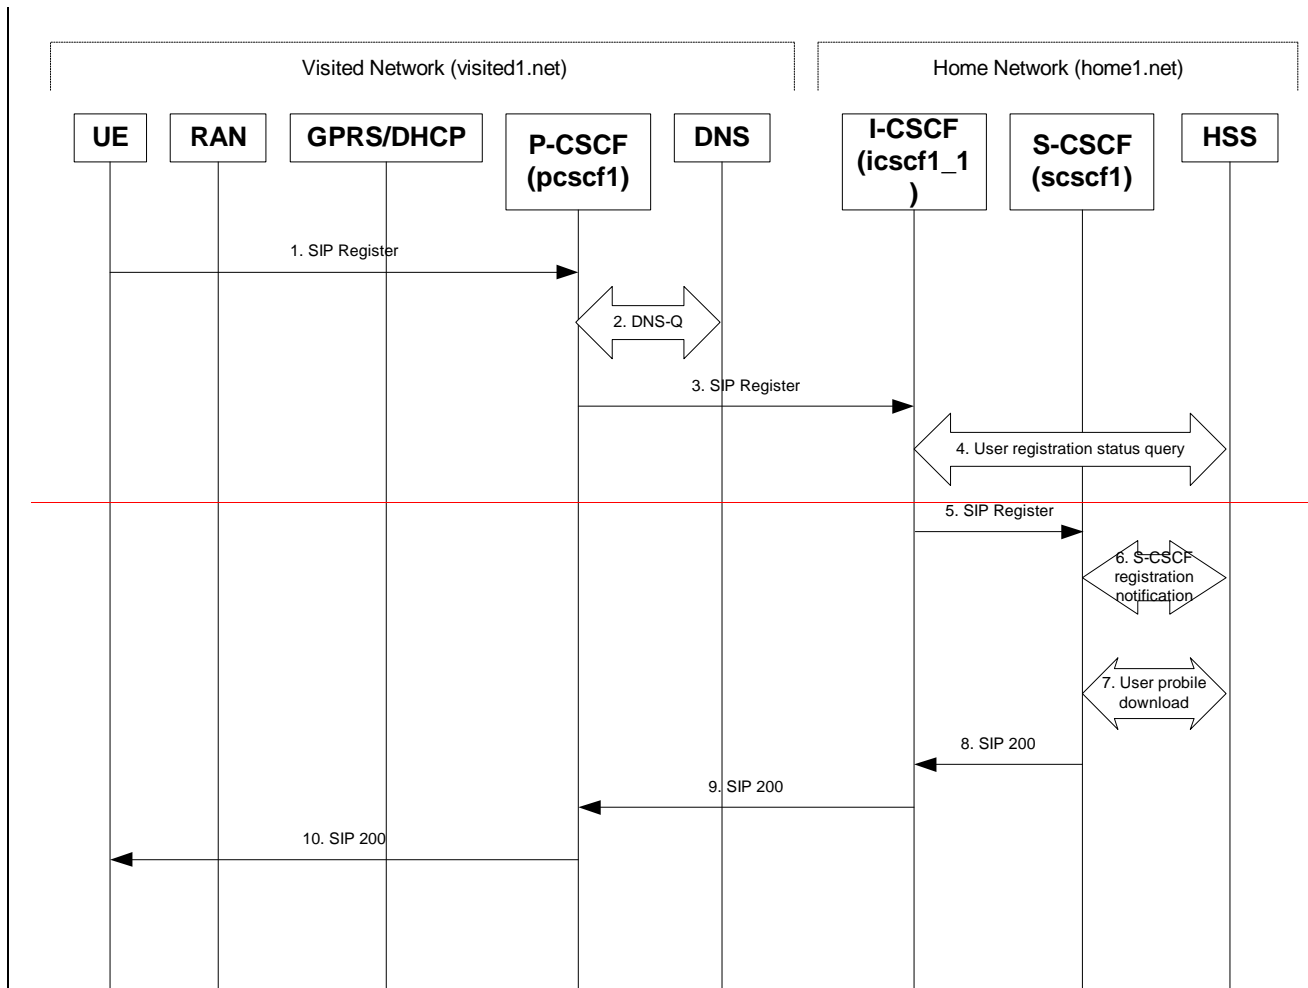 Visited Network (visited1.net)
Home Network (home1.net)
UE
RAN
GPRS/DHCP
P-CSCF
(pcscf1)
DNS
I-CSCF
(icscf1_1
)
S-CSCF
(scscf1)
HSS
1. SIP Register
2. DNS-Q
3. SIP Register
4. User registration status query
5. SIP Register
6. S-CSCF
registration
notification
7. User probile
download
8. SIP 200
9. SIP 200
10. SIP 200